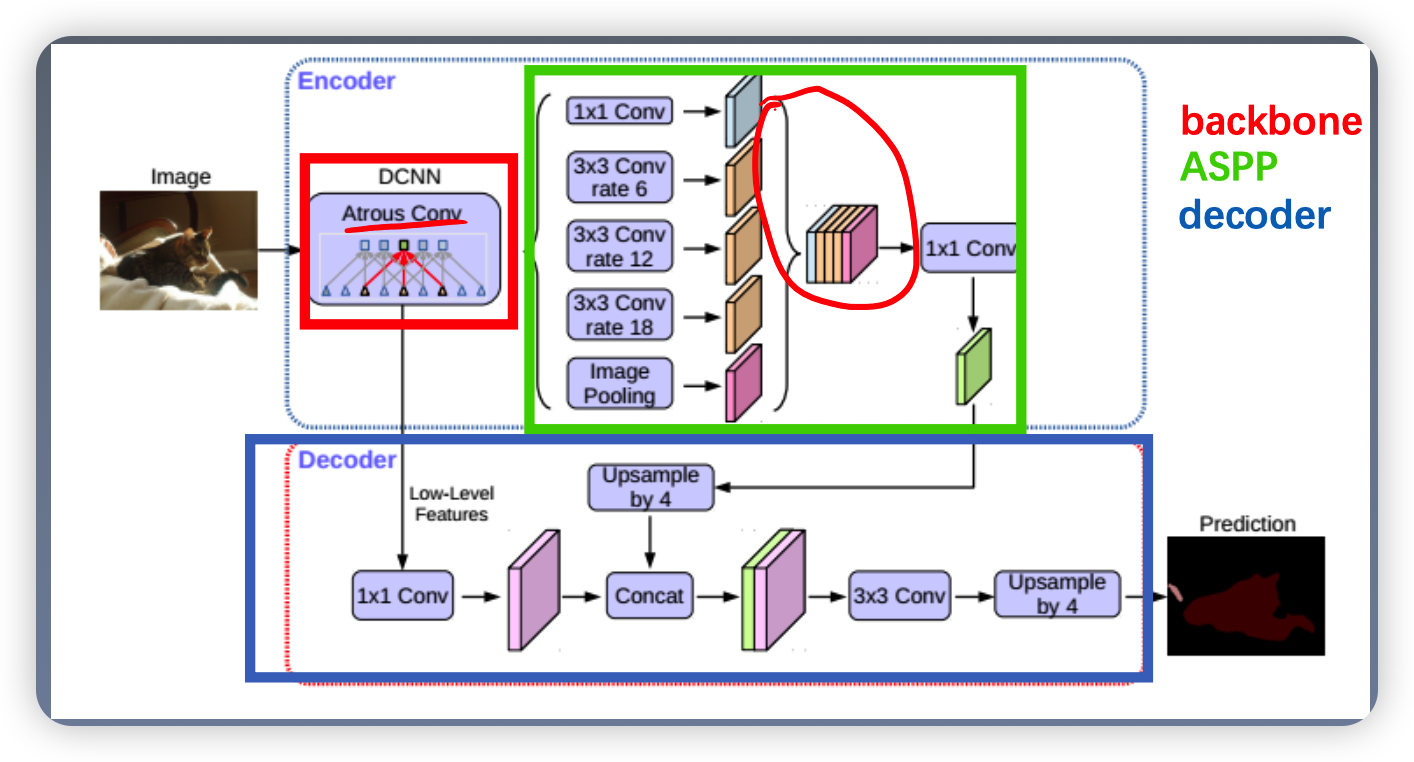 Encoder
backbone
ASPP
decoder
Image
DCNN
Atrous Conv
1x1 Conv
3x3 Conv
rate 6
3x3 Conv
rate 12
3x3 Conv
rate 18
Image
Pooling
1x1 Conv
Decoder
Low-Level
Features
Upsample
by 4
1x1 Conv
Concat
3x3 Conv
Upsample
by 4
Prediction